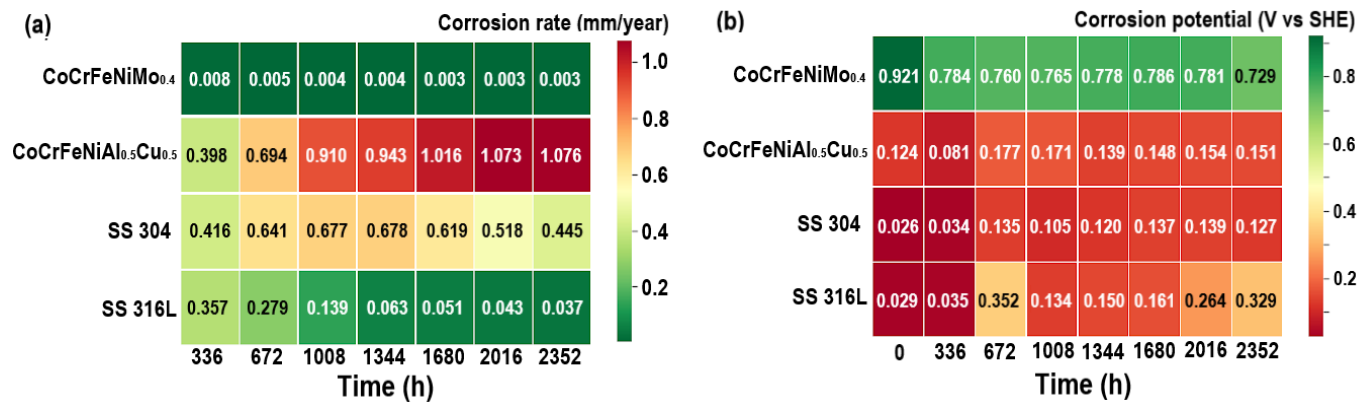 (a) Corrosion rate (mm/year)
CoCrFeNiMo₀.₄ 0.008 0.005 0.004 0.004 0.003 0.003 0.003
CoCrFeNiAl₀.₅Cu₀.₅ 0.398 0.694 0.910 0.943 1.016 1.073 1.076
SS 304 0.416 0.641 0.677 0.678 0.619 0.518 0.445
SS 316L 0.357 0.279 0.139 0.063 0.051 0.043 0.037
336 672 1008 1344 1680 2016 2352
Time (h)
1.0
0.8
0.6
0.4
0.2
(b) Corrosion potential (V vs SHE)
CoCrFeNiMo₀.₄ 0.921 0.784 0.760 0.765 0.778 0.786 0.781 0.729
CoCrFeNiAl₀.₅Cu₀.₅ 0.124 0.081 0.177 0.171 0.139 0.148 0.154 0.151
SS 304 0.026 0.034 0.135 0.105 0.120 0.137 0.139 0.127
SS 316L 0.029 0.035 0.352 0.134 0.150 0.161 0.264 0.329
0 336 672 1008 1344 1680 2016 2352
Time (h)
0.8
0.6
0.4
0.2